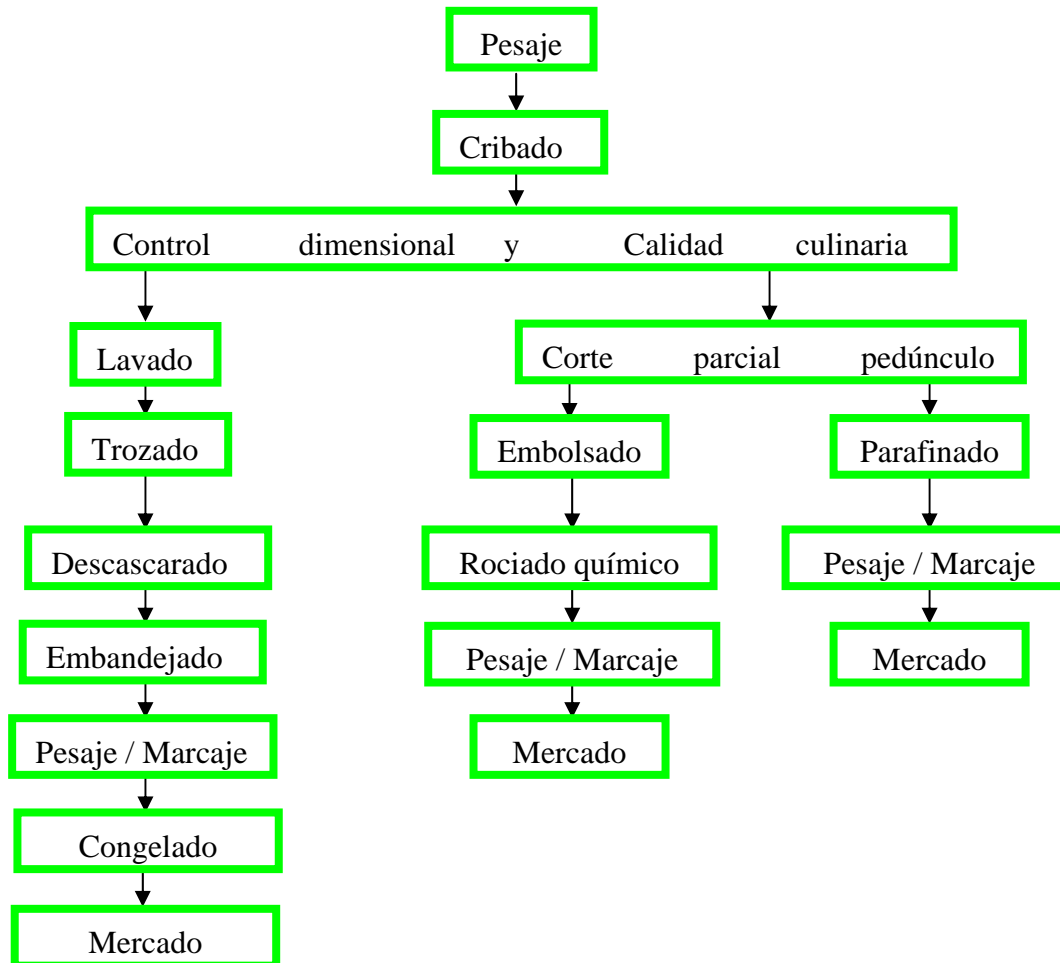 Pesaje
Cribado
Control dimensional y Calidad culinaria
Lavado
Corte parcial pedúnculo
Trozado
Embolsado
Parafinado
Descascarado
Rociado químico
Pesaje / Marcaje
Embandejado
Pesaje / Marcaje
Mercado
Pesaje / Marcaje
Mercado
Congelado
Mercado